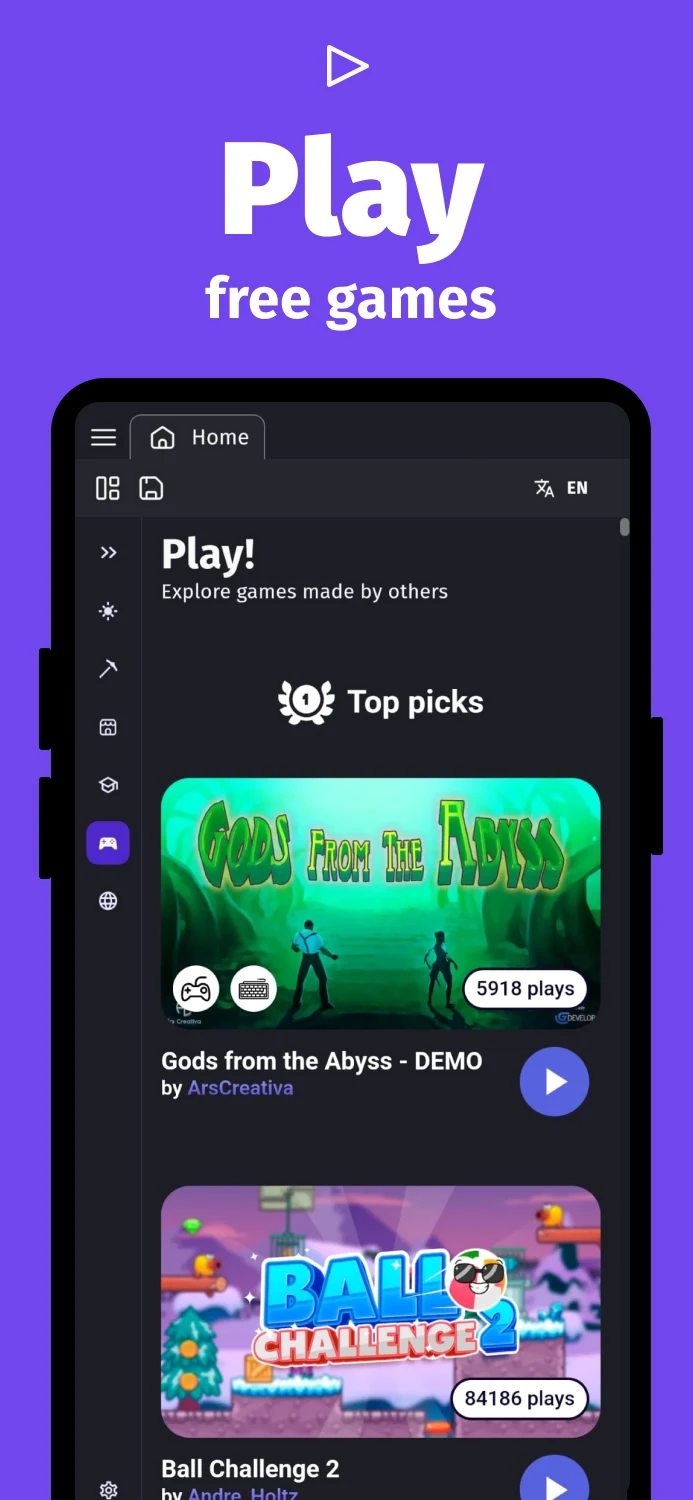 Play
free games
Home
EN
Play!
Explore games made by others
1
Top picks
GODS FROM THE ABYSS
5918 plays
GDEVELOP
Gods from the Abyss - DEMO
by ArsCreativa
BALL
CHALLENGE 2
84186 plays
Ball Challenge 2
by Andre_Holtz